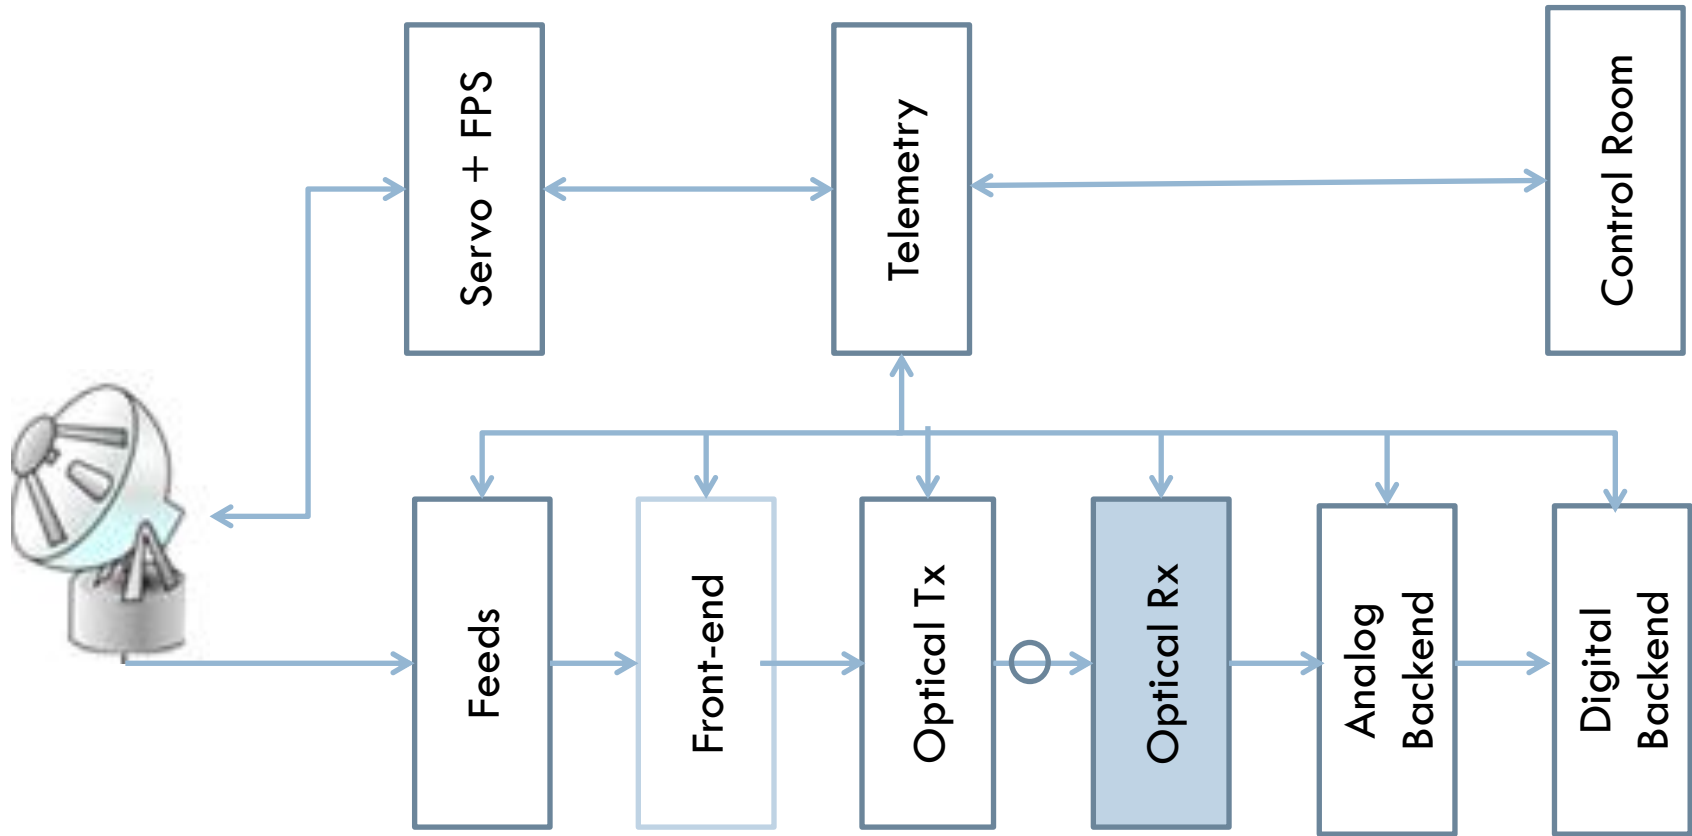 Servo + FPS
Telemetry
Control Room
Feeds
Front-end
Optical Tx
Optical Rx
Analog
Backend
Digital
Backend